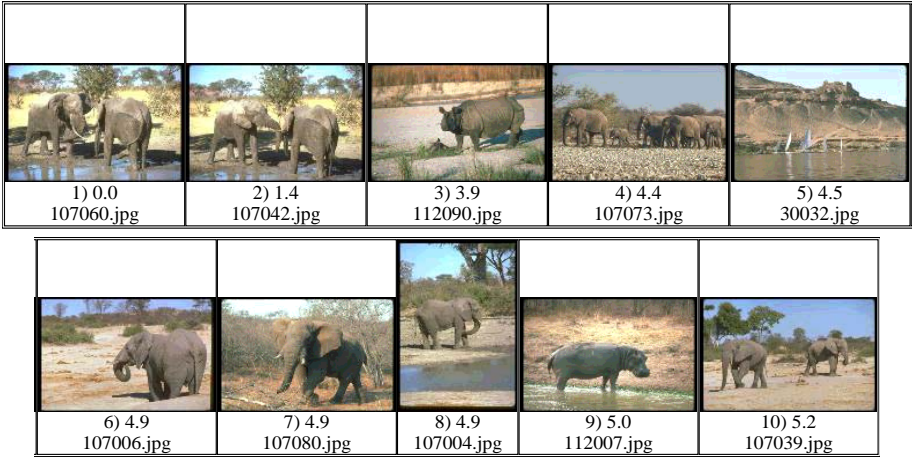 1) 0.0
107060.jpg
2) 1.4
107042.jpg
3) 3.9
112090.jpg
4) 4.4
107073.jpg
5) 4.5
30032.jpg
6) 4.9
107006.jpg
7) 4.9
107080.jpg
8) 4.9
107004.jpg
9) 5.0
112007.jpg
10) 5.2
107039.jpg